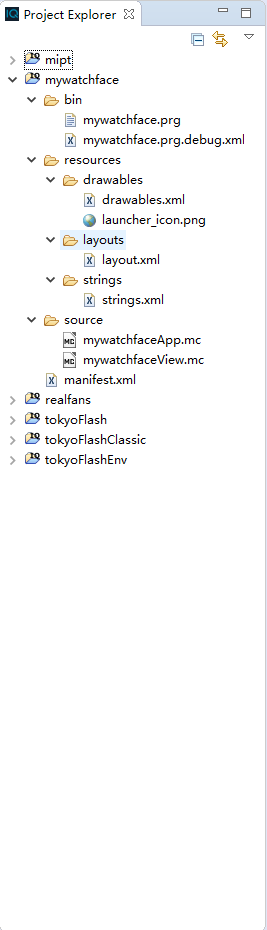 Project Explorer
mipt
mywatchface
bin
mywatchface.prg
mywatchface.prg.debug.xml
resources
drawables
drawables.xml
launcher_icon.png
layouts
layout.xml
strings
strings.xml
source
mywatchfaceApp.mc
mywatchfaceView.mc
manifest.xml
realfans
tokyoFlash
tokyoFlashClassic
tokyoFlashEnv